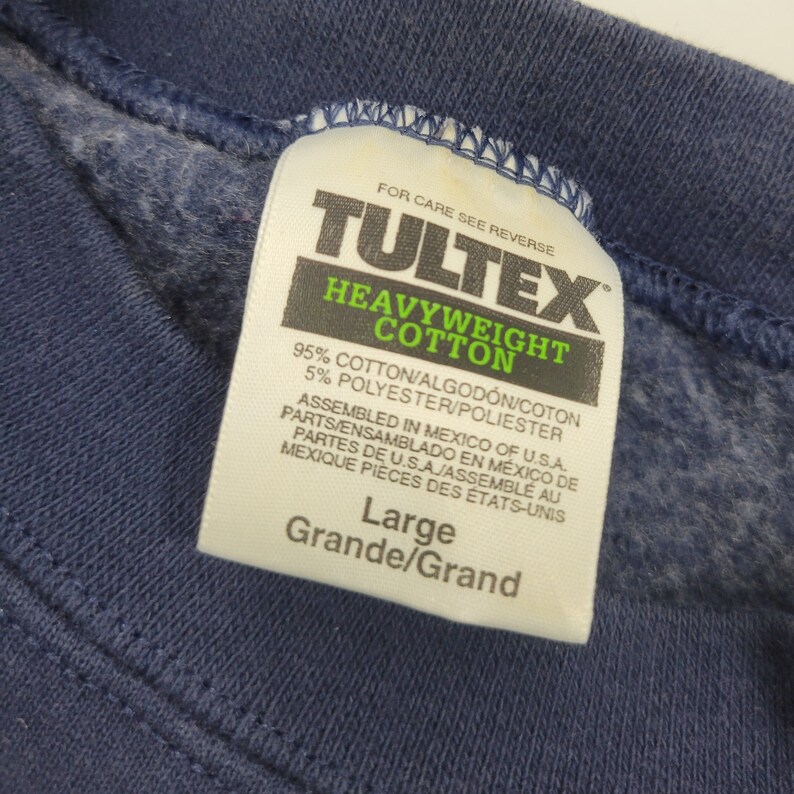 FOR CARE SEE REVERSE
TULTEX®
HEAVYWEIGHT
COTTON
95% COTTON/ALGODÓN/COTON
5% POLYESTER/POLIESTER
ASSEMBLED IN MEXICO OF U.S.A.
PARTS/ENSAMBLADO EN MÉXICO DE
PARTES DE U.S.A./ASSEMBLÉ AU
MEXIQUE PIÈCES DES ÉTATS-UNIS
Large
Grande/Grand